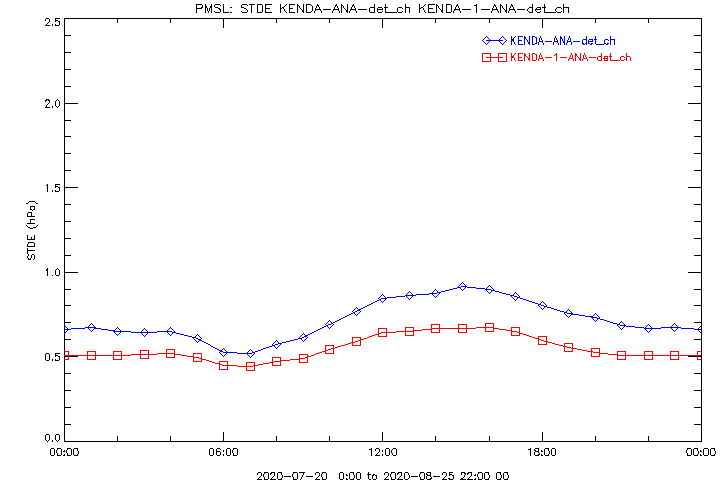 PMSL: STDE KENDA-ANA-det_ch KENDA-1-ANA-det_ch
KENDA-ANA-det_ch
KENDA-1-ANA-det_ch
STDE (hPa)
2.5
2.0
1.5
1.0
0.5
0.0
00:00 06:00 12:00 18:00 00:00
2020-07-20 0:00 to 2020-08-25 22:00 00